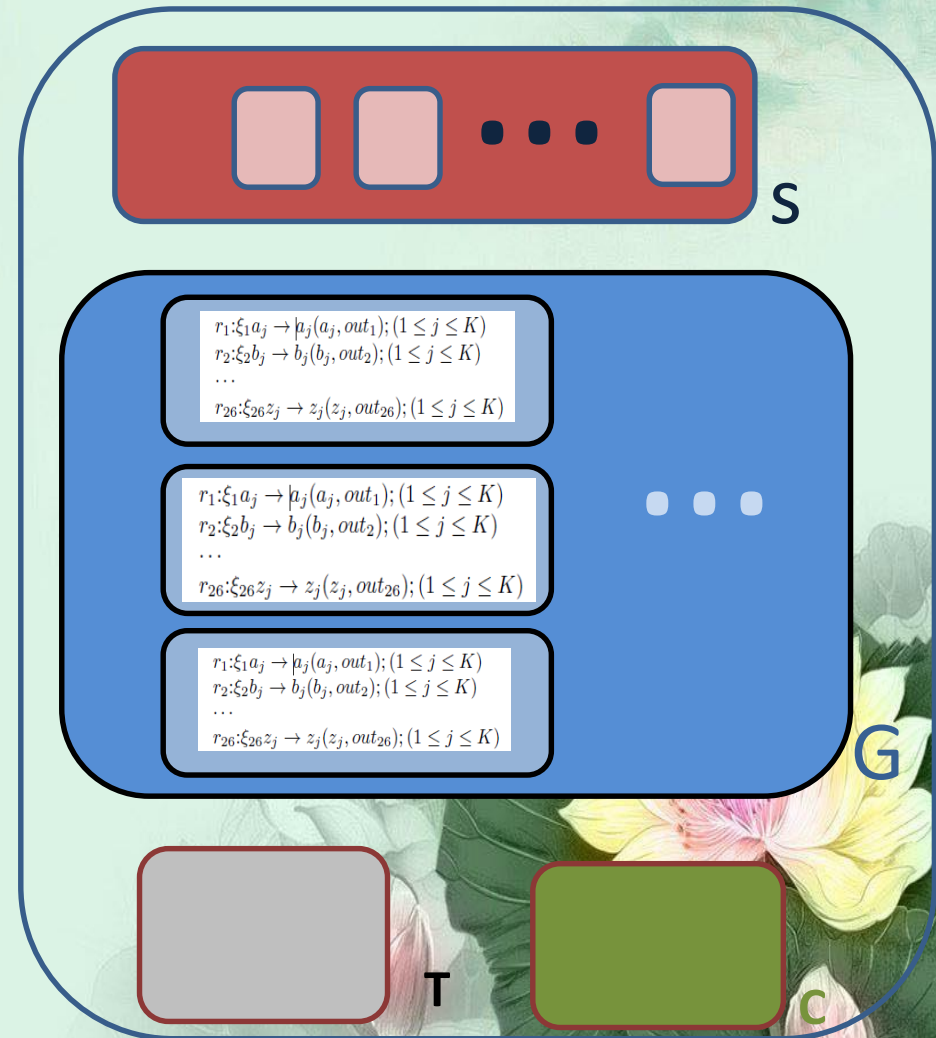 S
r₁:ξ₁aⱼ → aⱼ(aⱼ, out₁); (1 ≤ j ≤ K)
r₂:ξ₂bⱼ → bⱼ(bⱼ, out₂); (1 ≤ j ≤ K)
...
r₂₆:ξ₂₆zⱼ → zⱼ(zⱼ, out₂₆); (1 ≤ j ≤ K)
r₁:ξ₁aⱼ → aⱼ(aⱼ, out₁); (1 ≤ j ≤ K)
r₂:ξ₂bⱼ → bⱼ(bⱼ, out₂); (1 ≤ j ≤ K)
...
r₂₆:ξ₂₆zⱼ → zⱼ(zⱼ, out₂₆); (1 ≤ j ≤ K)
r₁:ξ₁aⱼ → aⱼ(aⱼ, out₁); (1 ≤ j ≤ K)
r₂:ξ₂bⱼ → bⱼ(bⱼ, out₂); (1 ≤ j ≤ K)
...
r₂₆:ξ₂₆zⱼ → zⱼ(zⱼ, out₂₆); (1 ≤ j ≤ K)
G
T
C